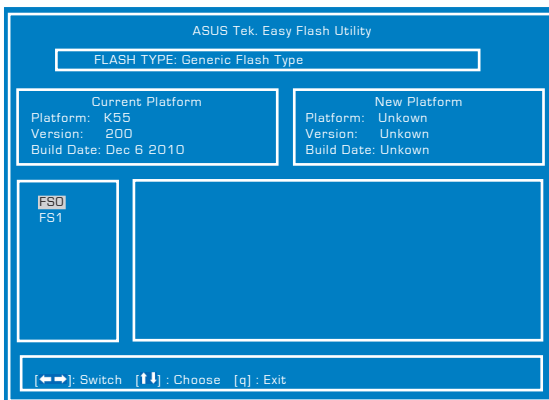 ASUS Tek. Easy Flash Utility
FLASH TYPE: Generic Flash Type
Current Platform
Platform: K55
Version: 200
Build Date: Dec 6 2010
New Platform
Platform: Unkown
Version: Unkown
Build Date: Unkown
FS0
FS1
[←→]: Switch [↑↓] : Choose [q] : Exit